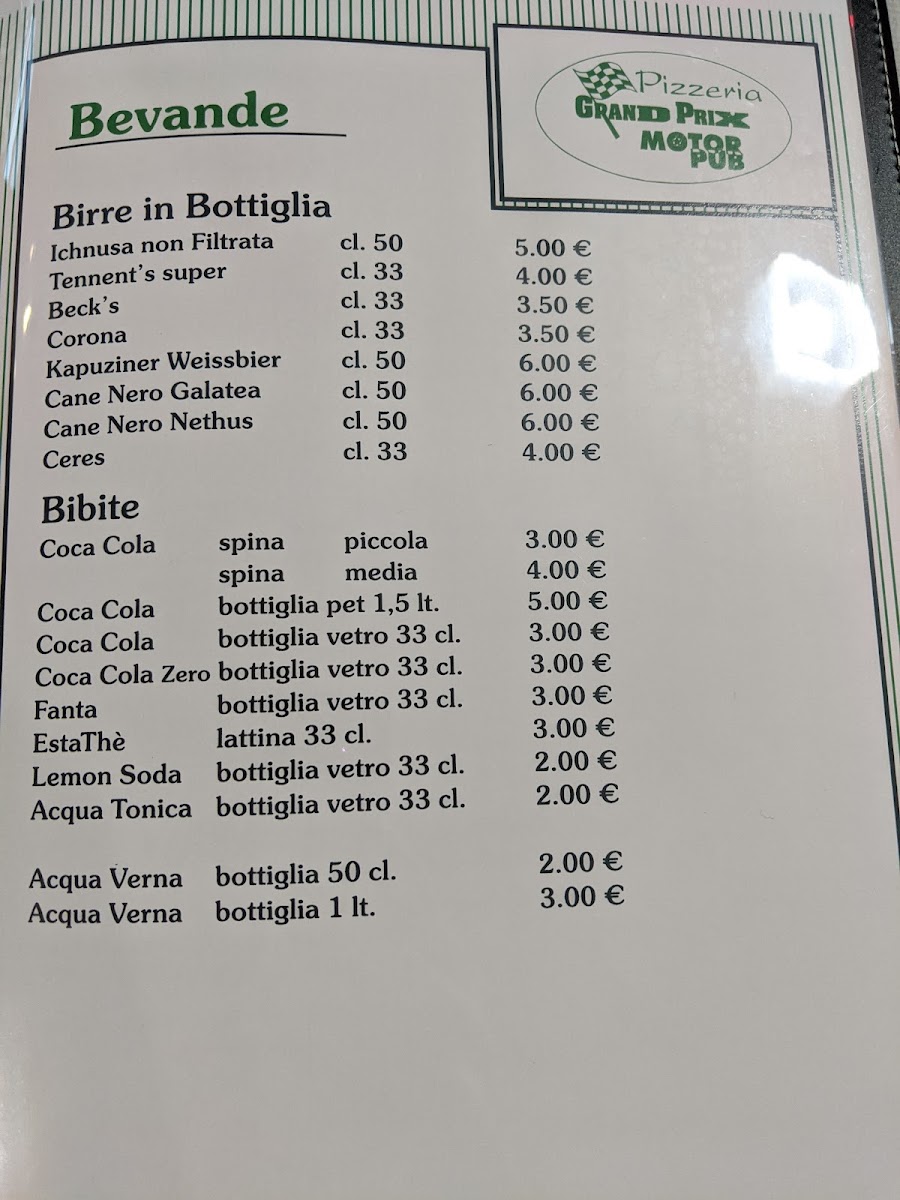 Pizzeria
GRAND PRIX
MOTOR
PUB
Bevande
Birre in Bottiglia
Ichnusa non Filtrata cl. 50 5.00 €
Tennent's super cl. 33 4.00 €
Beck's cl. 33 3.50 €
Corona cl. 33 3.50 €
Kapuziner Weissbier cl. 50 6.00 €
Cane Nero Galatea cl. 50 6.00 €
Cane Nero Nethus cl. 50 6.00 €
Ceres cl. 33 4.00 €
Bibite
Coca Cola spina piccola 3.00 €
spina media 4.00 €
Coca Cola bottiglia pet 1,5 lt. 5.00 €
Coca Cola bottiglia vetro 33 cl. 3.00 €
Coca Cola Zero bottiglia vetro 33 cl. 3.00 €
Fanta bottiglia vetro 33 cl. 3.00 €
EstaThè lattina 33 cl. 3.00 €
Lemon Soda bottiglia vetro 33 cl. 2.00 €
Acqua Tonica bottiglia vetro 33 cl. 2.00 €
Acqua Verna bottiglia 50 cl. 2.00 €
Acqua Verna bottiglia 1 lt. 3.00 €